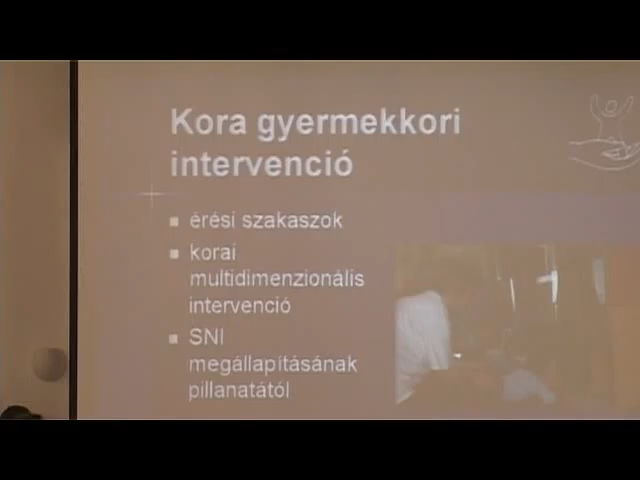 Kora gyermekkori
intervenció
érési szakaszok
korai
multidimenzionális
intervenció
SNI
megállapításának
pillanatától